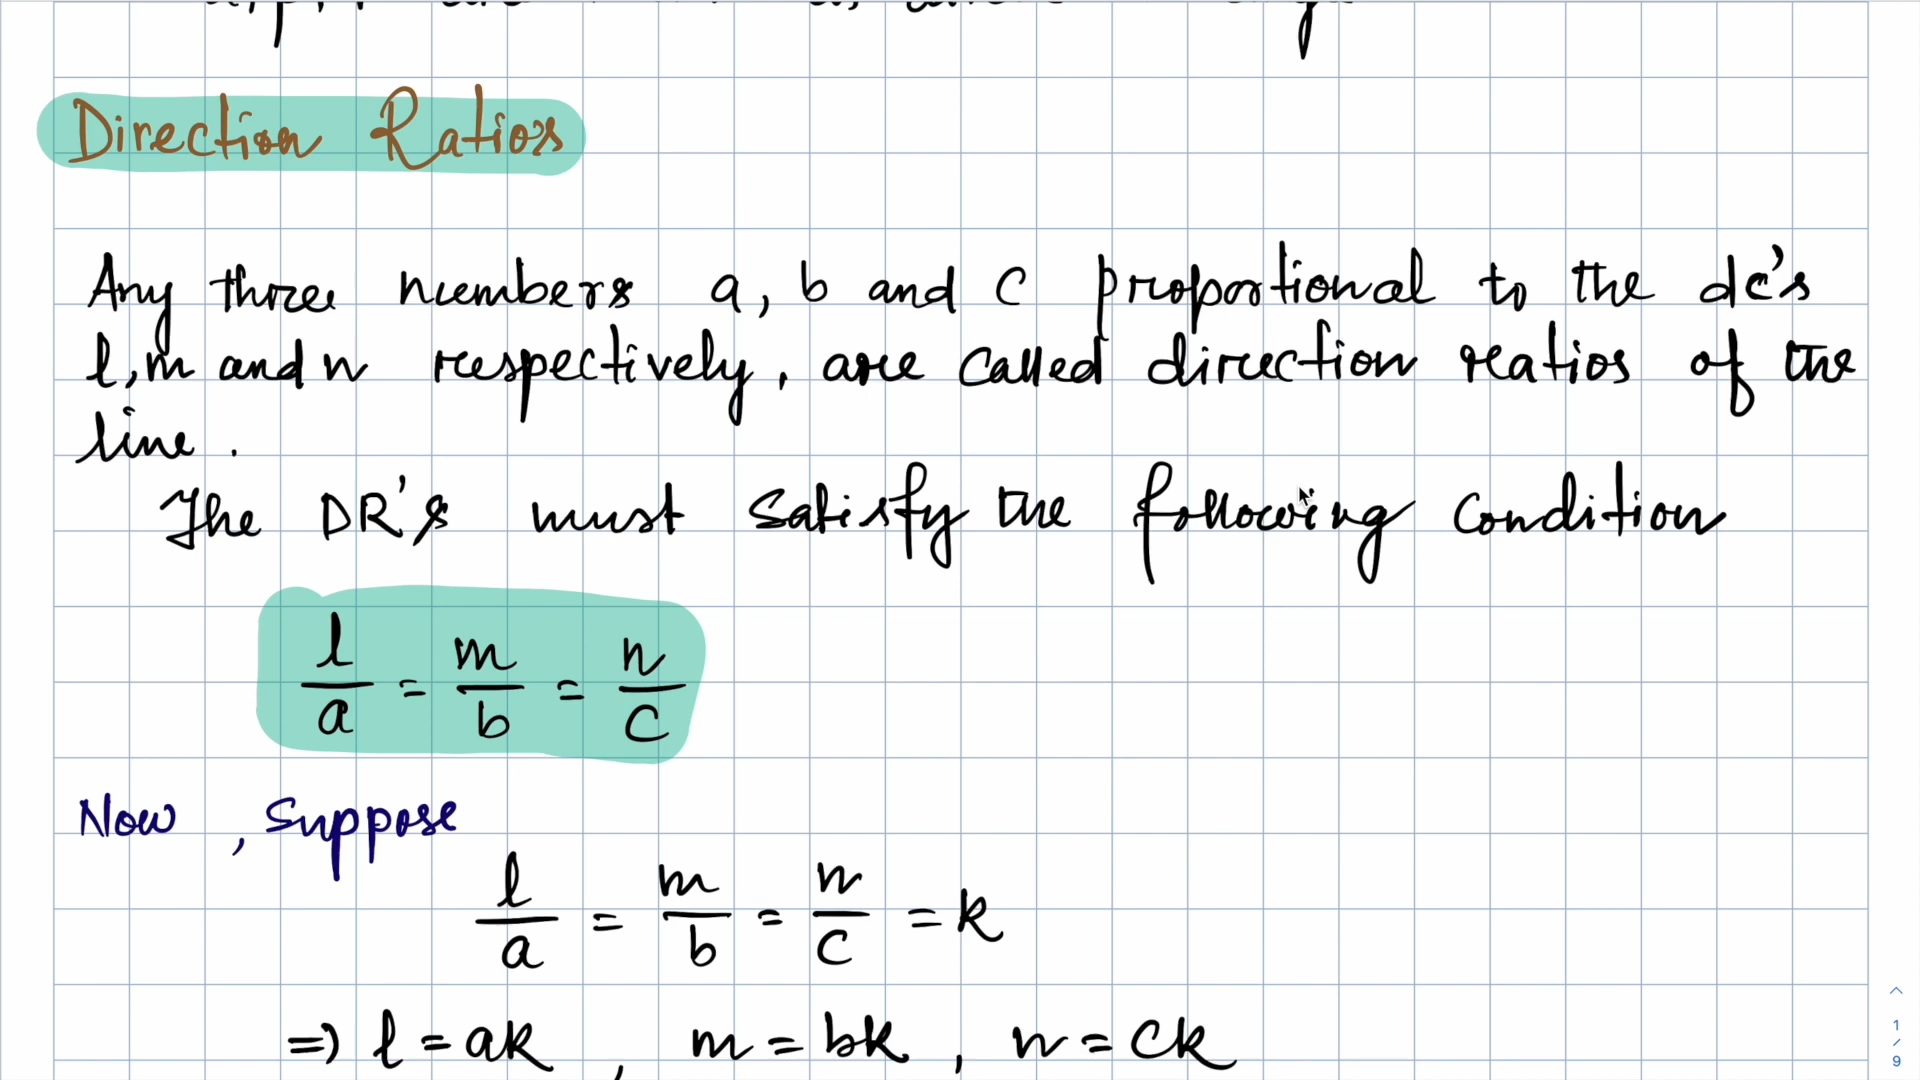 Direction Ratios
Any three numbers a, b and c proportional to the dc's
l, m and n respectively, are called direction ratios of the
line.
The DR's must satisfy the following condition
l/a = m/b = n/c
Now, Suppose
l/a = m/b = n/c = k
=> l = ak, m = bk, n = ck
1/9